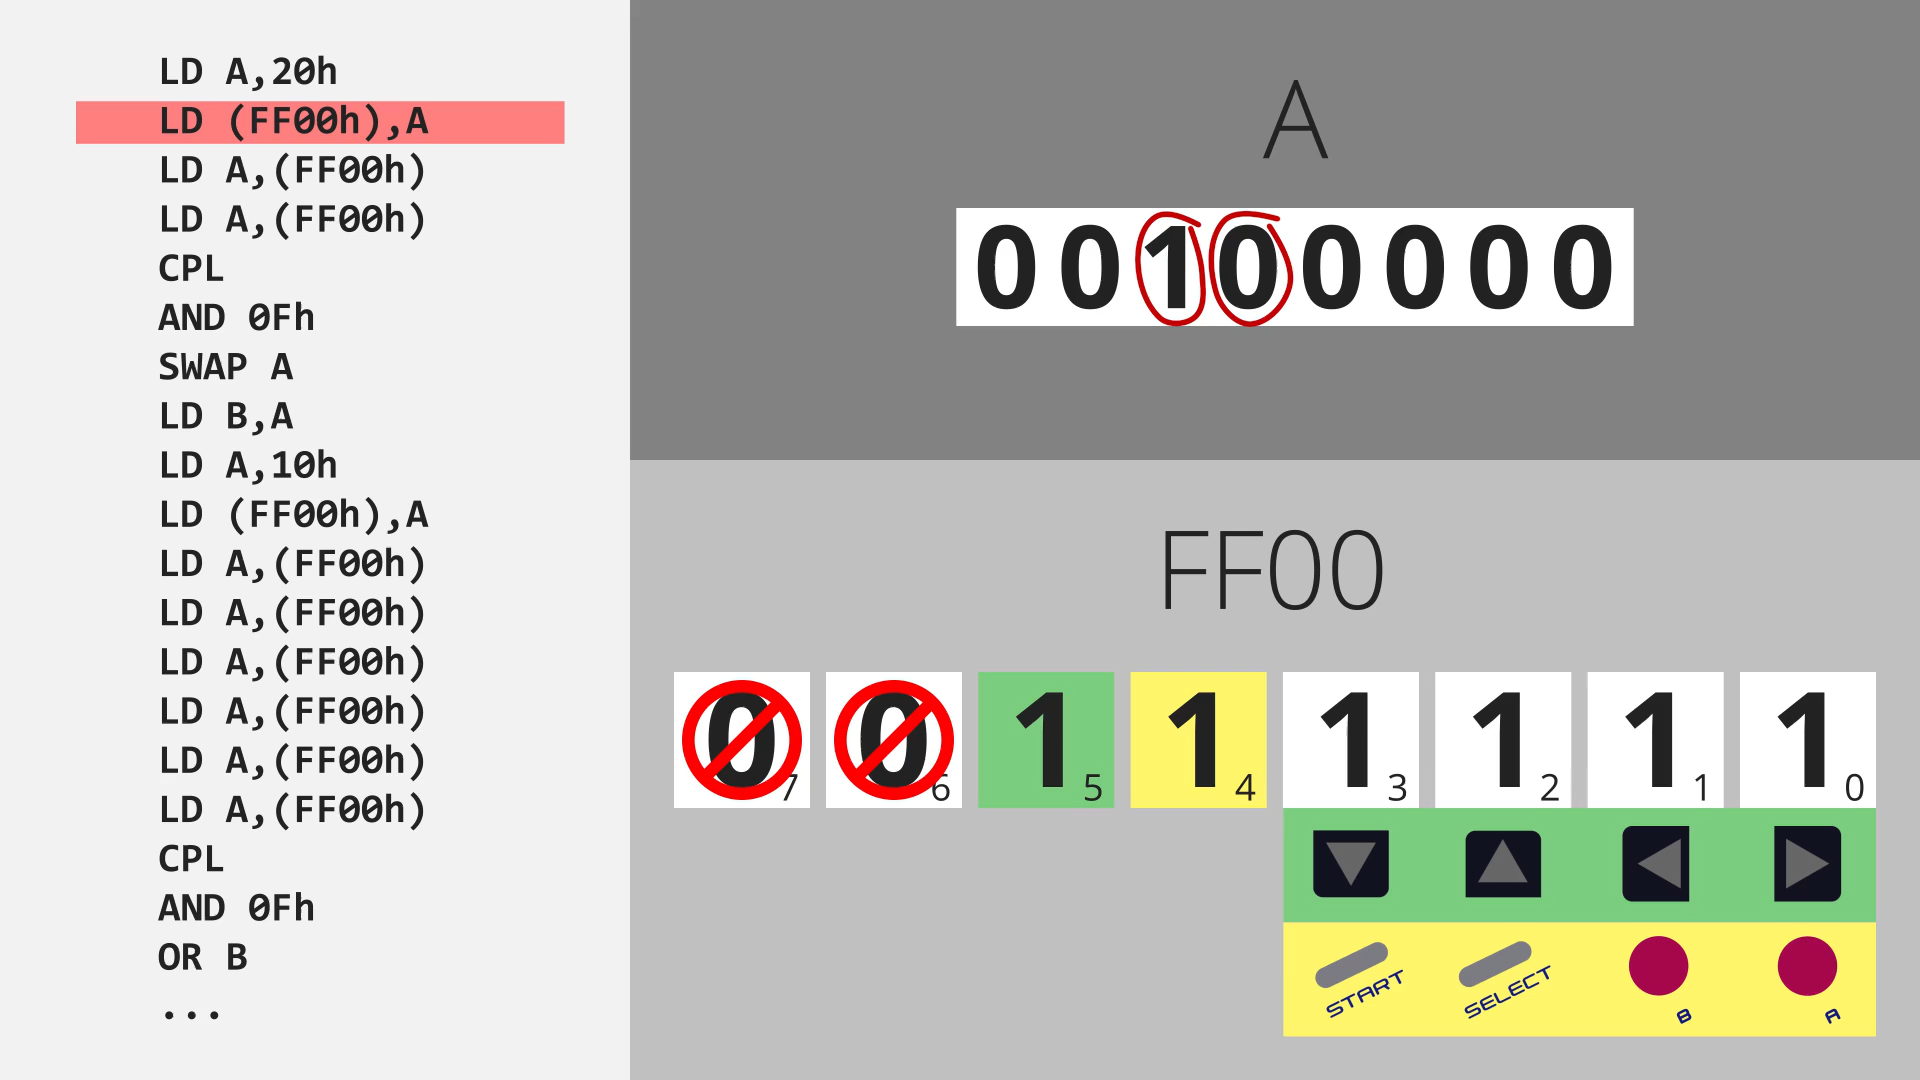 LD A,20h
LD (FF00h),A
LD A,(FF00h)
LD A,(FF00h)
CPL
AND 0Fh
SWAP A
LD B,A
LD A,10h
LD (FF00h),A
LD A,(FF00h)
LD A,(FF00h)
LD A,(FF00h)
LD A,(FF00h)
LD A,(FF00h)
LD A,(FF00h)
CPL
AND 0Fh
OR B
...
A
0 0 1 0 0 0 0 0
FF00
0 0 1 1 1 1 1 1
7 6 5 4 3 2 1 0
START SELECT B A